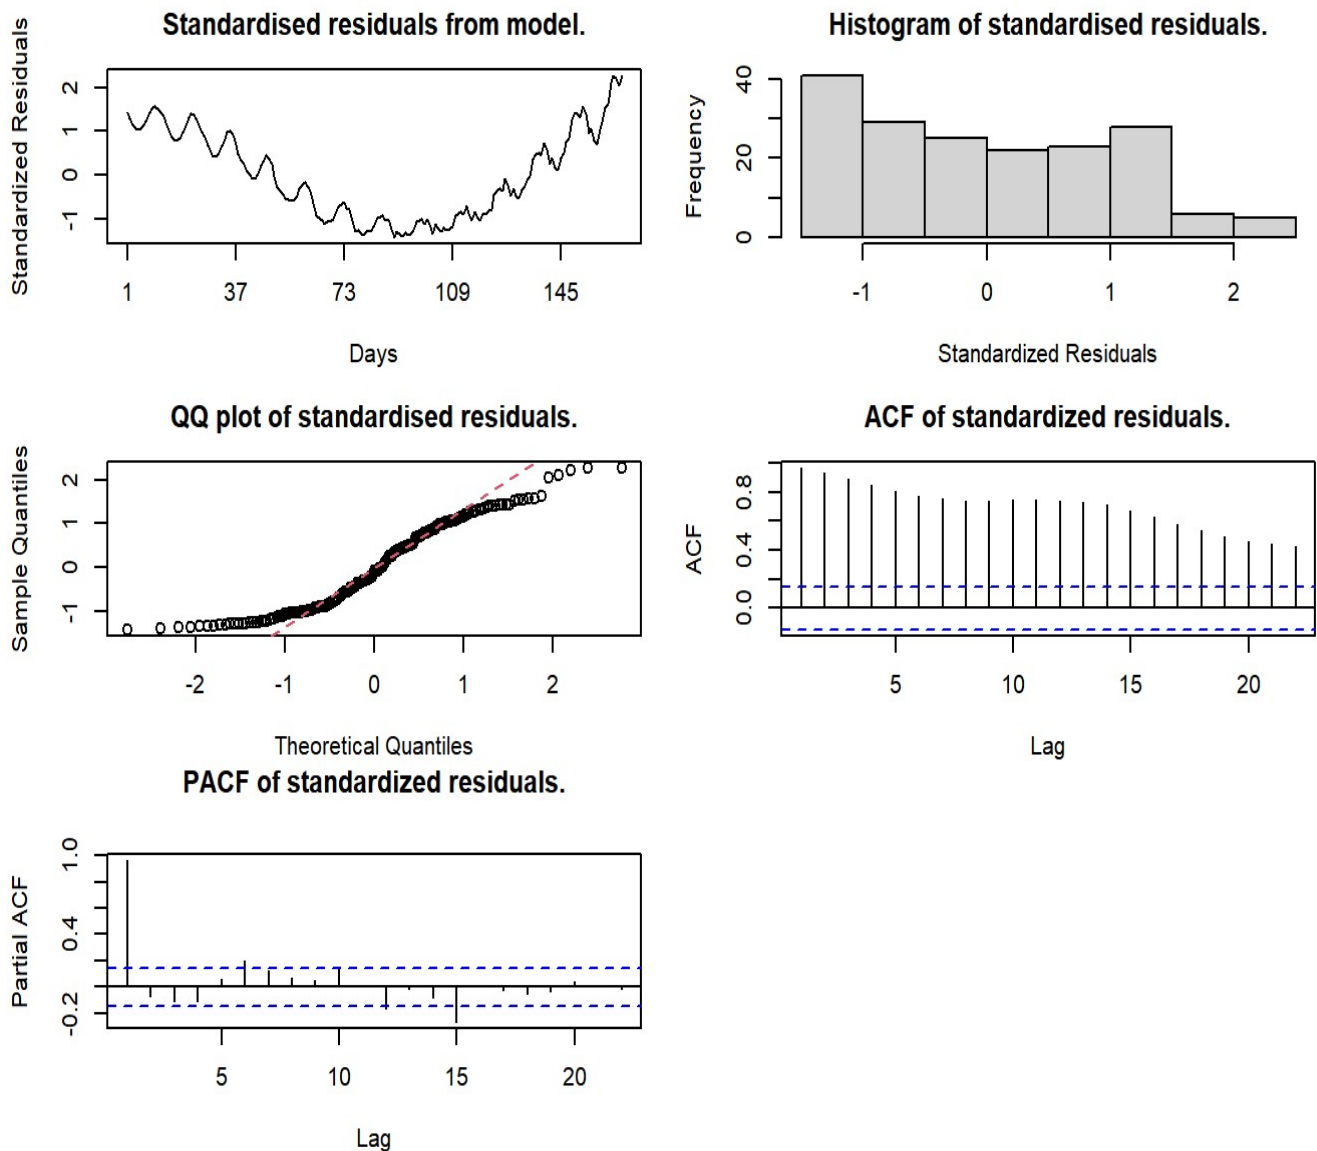 Standardised residuals from model.
Standardized Residuals
2
1
0
-1
1 37 73 109 145
Days
Histogram of standardised residuals.
Frequency
40
20
0
-1 0 1 2
Standardized Residuals
QQ plot of standardised residuals.
Sample Quantiles
2
1
0
-1
-2 -1 0 1 2
Theoretical Quantiles
ACF of standardized residuals.
ACF
0.8
0.4
0.0
5 10 15 20
Lag
PACF of standardized residuals.
Partial ACF
1.0
0.4
-0.2
5 10 15 20
Lag